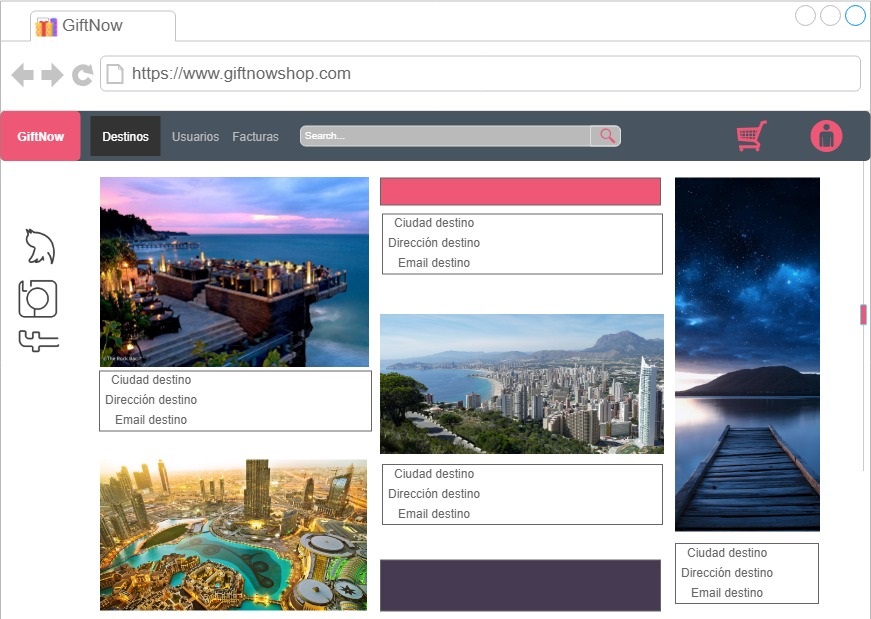 GiftNow
https://www.giftnowshop.com
GiftNow Destinos Usuarios Facturas Search...
Ciudad destino
Dirección destino
Email destino
© The Rock Bar
Ciudad destino
Dirección destino
Email destino
Ciudad destino
Dirección destino
Email destino
Ciudad destino
Dirección destino
Email destino